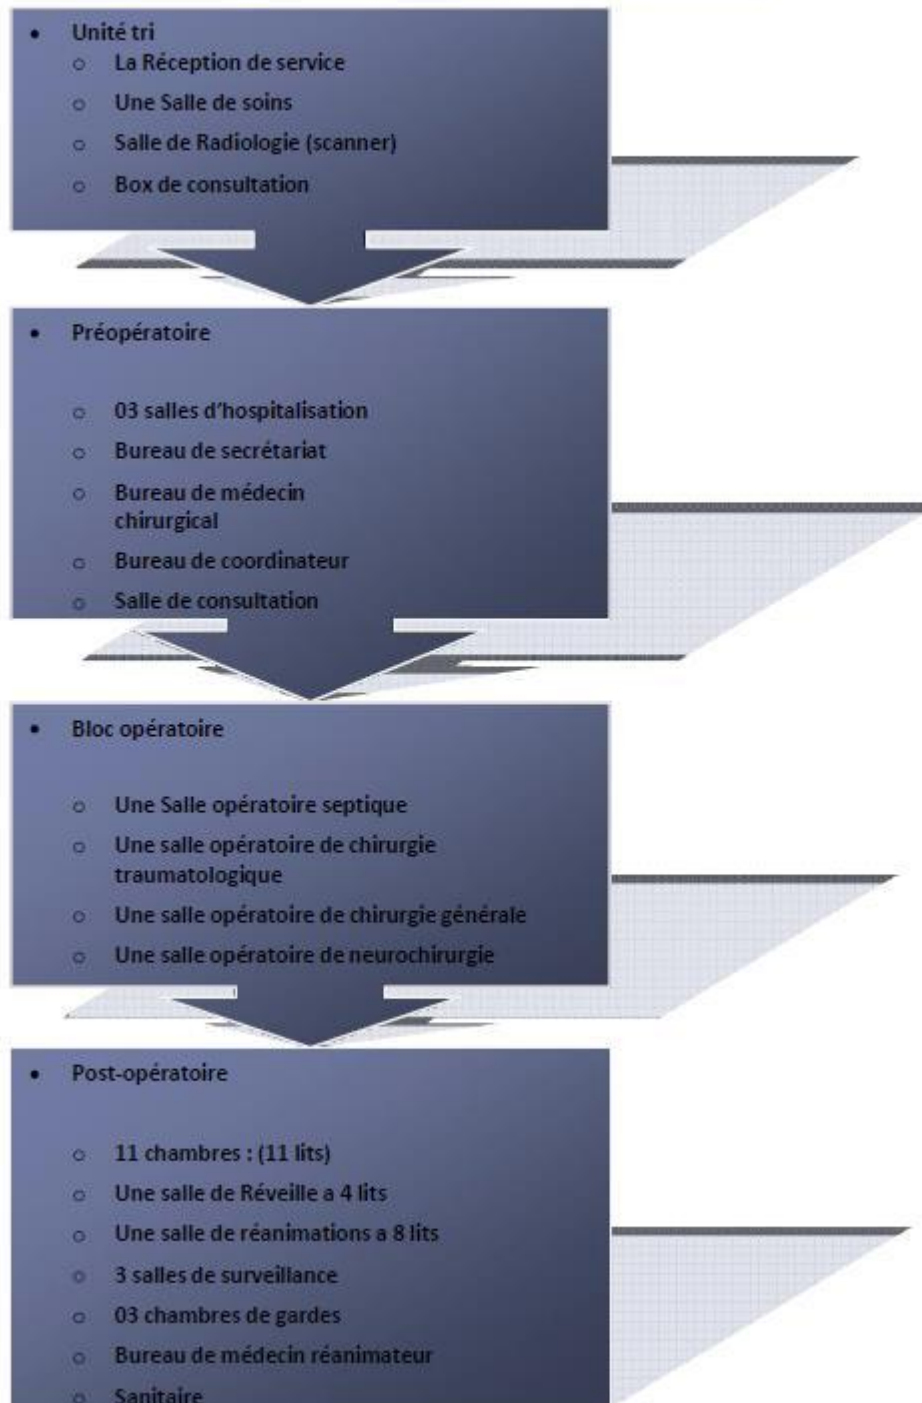 • Unité tri
o La Réception de service
o Une Salle de soins
o Salle de Radiologie (scanner)
o Box de consultation
• Préopératoire
o 03 salles d'hospitalisation
o Bureau de secrétariat
o Bureau de médecin
chirurgical
o Bureau de coordinateur
o Salle de consultation
• Bloc opératoire
o Une Salle opératoire septique
o Une salle opératoire de chirurgie
traumatologique
o Une salle opératoire de chirurgie générale
o Une salle opératoire de neurochirurgie
• Post-opératoire
o 11 chambres : (11 lits)
o Une salle de Réveille a 4 lits
o Une salle de réanimations a 8 lits
o 3 salles de surveillance
o 03 chambres de gardes
o Bureau de médecin réanimateur
o Sanitaire